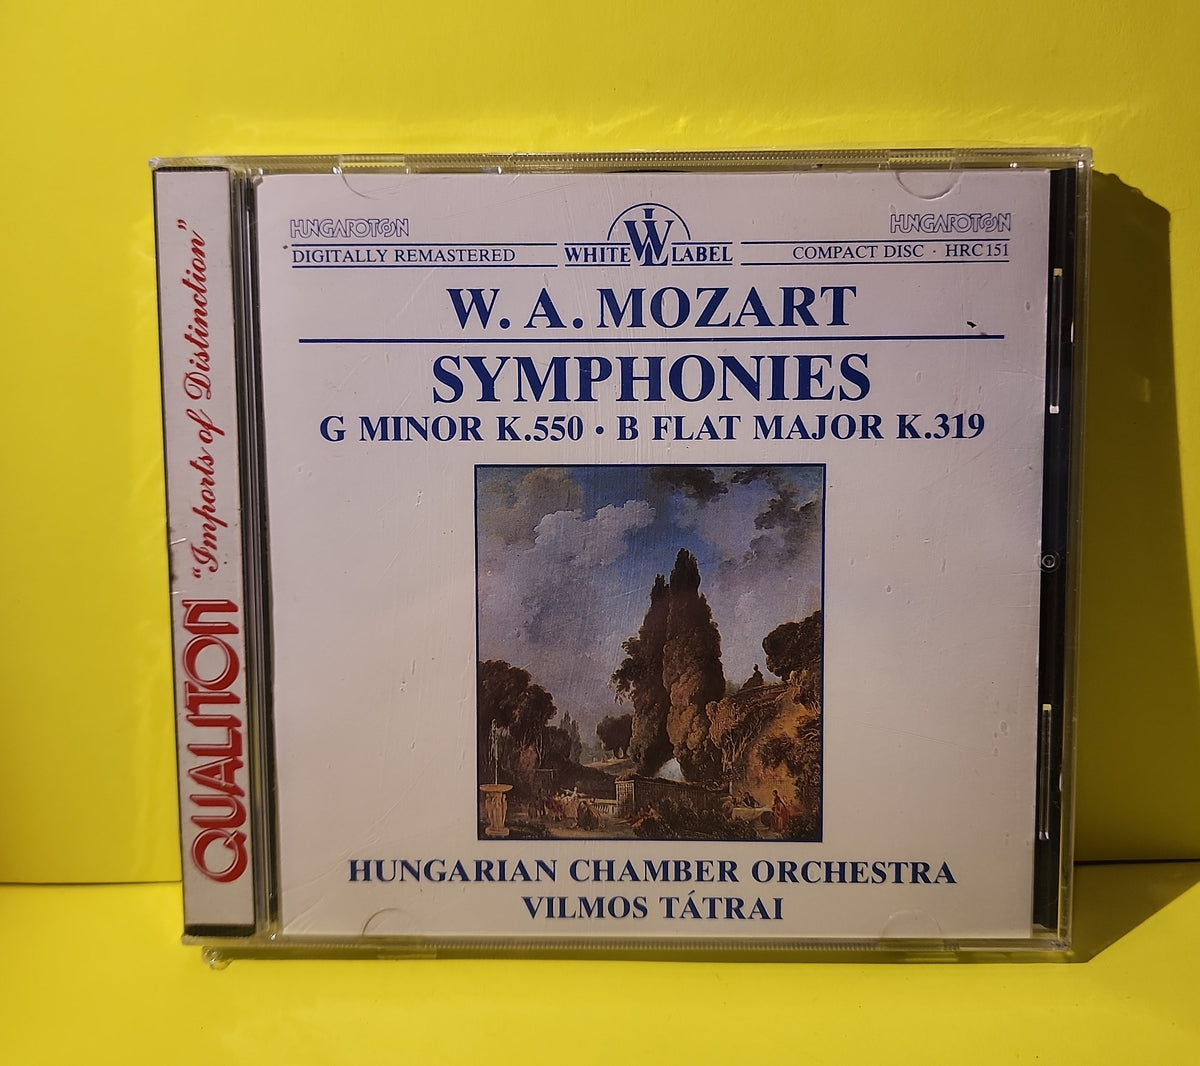 QUALITON "Imports of Distinction"
HUNGAROTON HUNGAROTON
DIGITALLY REMASTERED WL WHITE LABEL COMPACT DISC · HRC 151
W. A. MOZART
SYMPHONIES
G MINOR K.550 · B FLAT MAJOR K.319
HUNGARIAN CHAMBER ORCHESTRA
VILMOS TÁTRAI